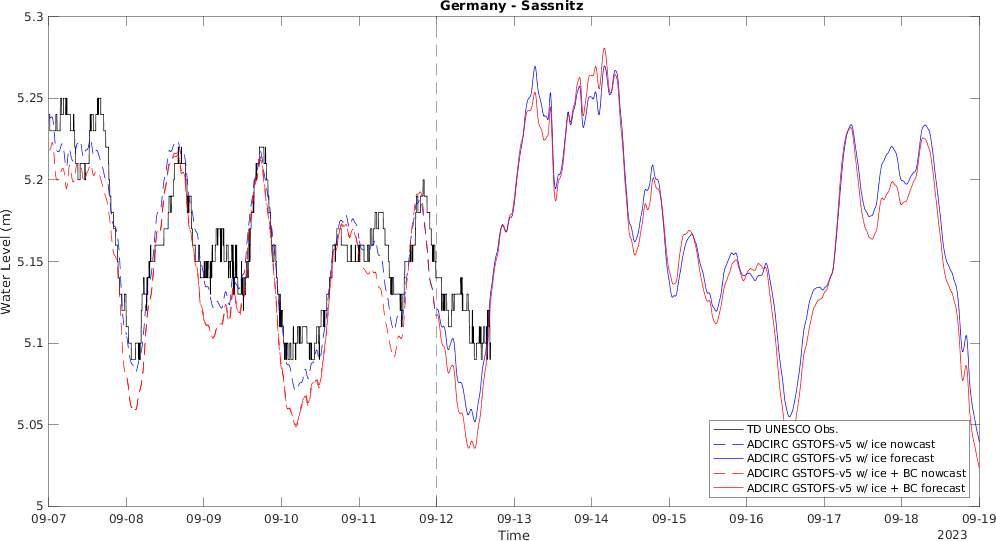 Germany - Sassnitz
5.3
5.25
5.2
5.15
5.1
5.05
5
Water Level (m)
TD UNESCO Obs.
ADCIRC GSTOFS-v5 w/ ice nowcast
ADCIRC GSTOFS-v5 w/ ice forecast
ADCIRC GSTOFS-v5 w/ ice + BC nowcast
ADCIRC GSTOFS-v5 w/ ice + BC forecast
09-07 09-08 09-09 09-10 09-11 09-12 09-13 09-14 09-15 09-16 09-17 09-18 09-19
Time
2023